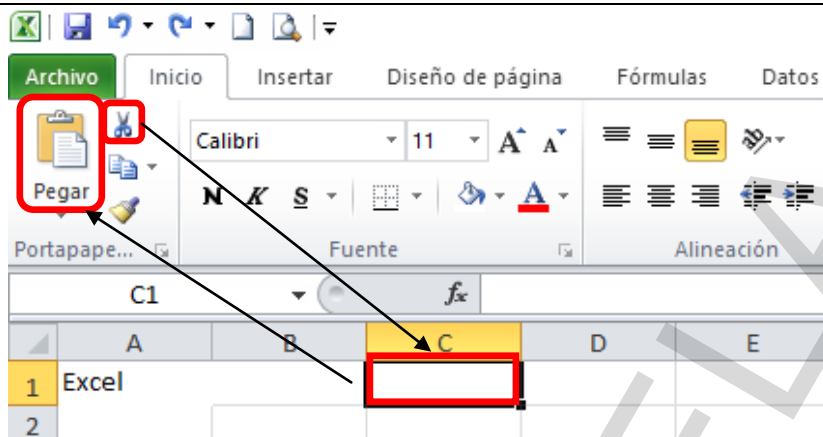 Archivo Inicio Insertar Diseño de página Fórmulas Datos
Calibri 11 A A
Pegar N K S A
Portapape... Fuente Alineación
C1 fx
A B C D E
1 Excel
2